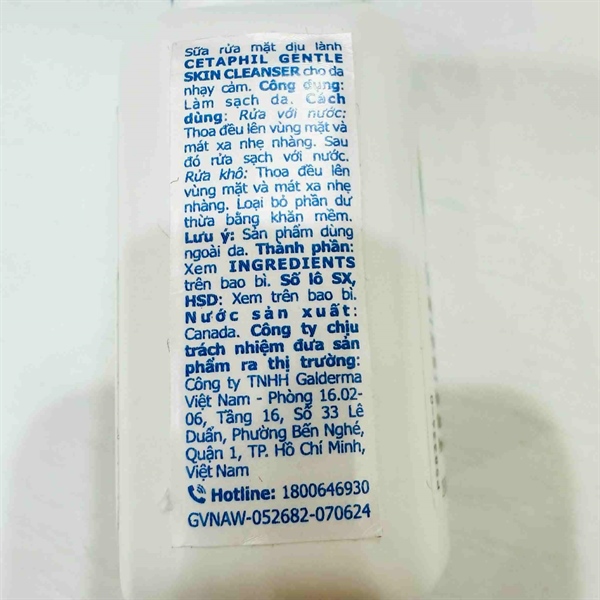 Sữa rửa mặt dịu lành
CETAPHIL GENTLE
SKIN CLEANSER cho da
nhạy cảm. Công dụng:
Làm sạch da. Cách
dùng: Rửa với nước:
Thoa đều lên vùng mặt và
mát xa nhẹ nhàng. Sau
đó rửa sạch với nước.
Rửa khô: Thoa đều lên
vùng mặt và mát xa nhẹ
nhàng. Loại bỏ phần dư
thừa bằng khăn mềm.
Lưu ý: Sản phẩm dùng
ngoài da. Thành phần:
Xem INGREDIENTS
trên bao bì. Số lô SX,
HSD: Xem trên bao bì.
Nước sản xuất:
Canada. Công ty chịu
trách nhiệm đưa sản
phẩm ra thị trường:
Công ty TNHH Galderma
Việt Nam - Phòng 16.02-
06, Tầng 16, Số 33 Lê
Duẩn, Phường Bến Nghé,
Quận 1, TP. Hồ Chí Minh,
Việt Nam
Hotline: 1800646930
GVNAW-052682-070624